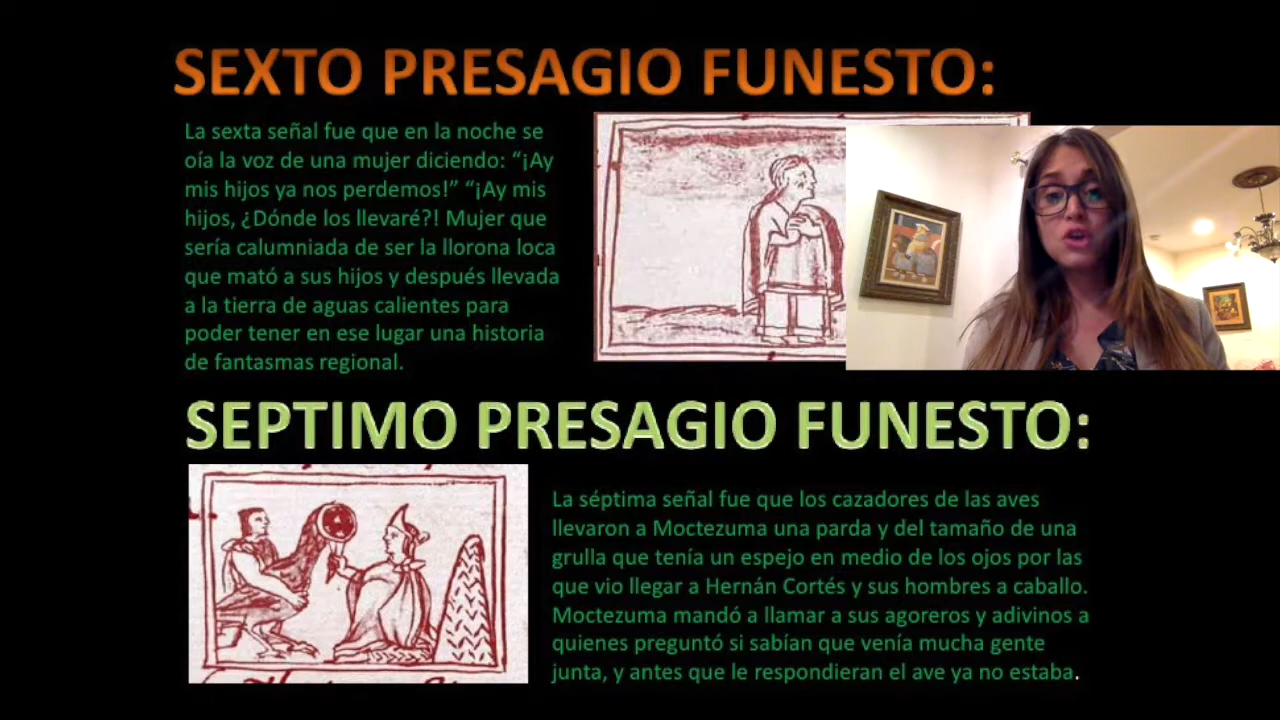 SEXTO PRESAGIO FUNESTO:
La sexta señal fue que en la noche se
oía la voz de una mujer diciendo: “¡Ay
mis hijos ya nos perdemos!” “¡Ay mis
hijos, ¿Dónde los llevaré?! Mujer que
sería calumniada de ser la llorona loca
que mató a sus hijos y después llevada
a la tierra de aguas calientes para
poder tener en ese lugar una historia
de fantasmas regional.
SEPTIMO PRESAGIO FUNESTO:
La séptima señal fue que los cazadores de las aves
llevaron a Moctezuma una parda y del tamaño de una
grulla que tenía un espejo en medio de los ojos por las
que vio llegar a Hernán Cortés y sus hombres a caballo.
Moctezuma mandó a llamar a sus agoreros y adivinos a
quienes preguntó si sabían que venía mucha gente
junta, y antes que le respondieran el ave ya no estaba.